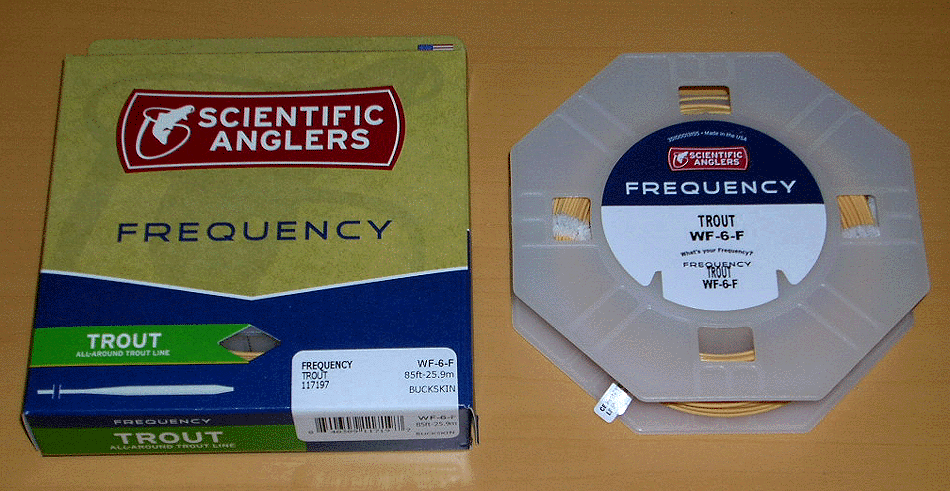 SCIENTIFIC
ANGLERS
FREQUENCY
TROUT
ALL-AROUND TROUT LINE
FREQUENCY
TROUT
117197
WF-6-F
85ft-25.9m
BUCKSKIN
FREQUENCY
TROUT
ALL-AROUND TROUT LINE
WF-6-F
85ft-25.9m
BUCKSKIN
Made in the USA
SCIENTIFIC
ANGLERS
FREQUENCY
TROUT
WF-6-F
What's your Frequency?
FREQUENCY
TROUT
WF-6-F